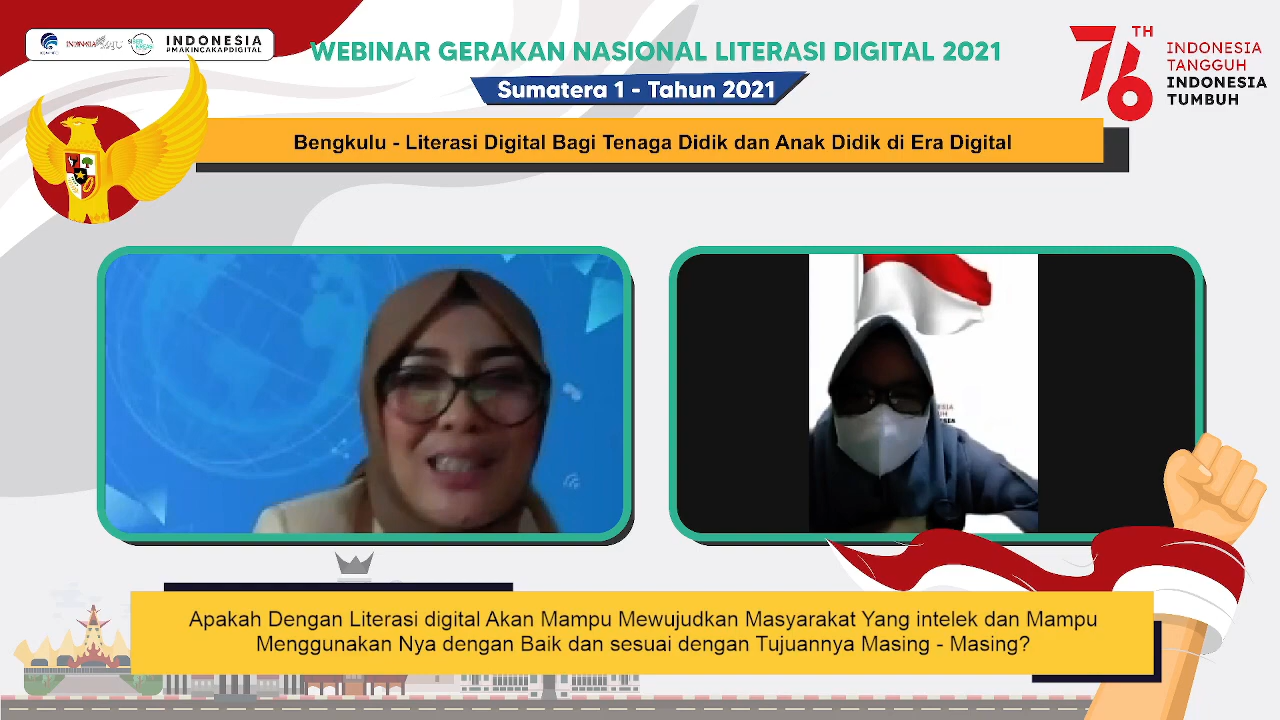 INDONESIA
#MAKINCAKAPDIGITAL
WEBINAR GERAKAN NASIONAL LITERASI DIGITAL 2021
Sumatera 1 - Tahun 2021
76TH
INDONESIA
TANGGUH
INDONESIA
TUMBUH
Bengkulu - Literasi Digital Bagi Tenaga Didik dan Anak Didik di Era Digital
Apakah Dengan Literasi digital Akan Mampu Mewujudkan Masyarakat Yang intelek dan Mampu
Menggunakan Nya dengan Baik dan sesuai dengan Tujuannya Masing - Masing?